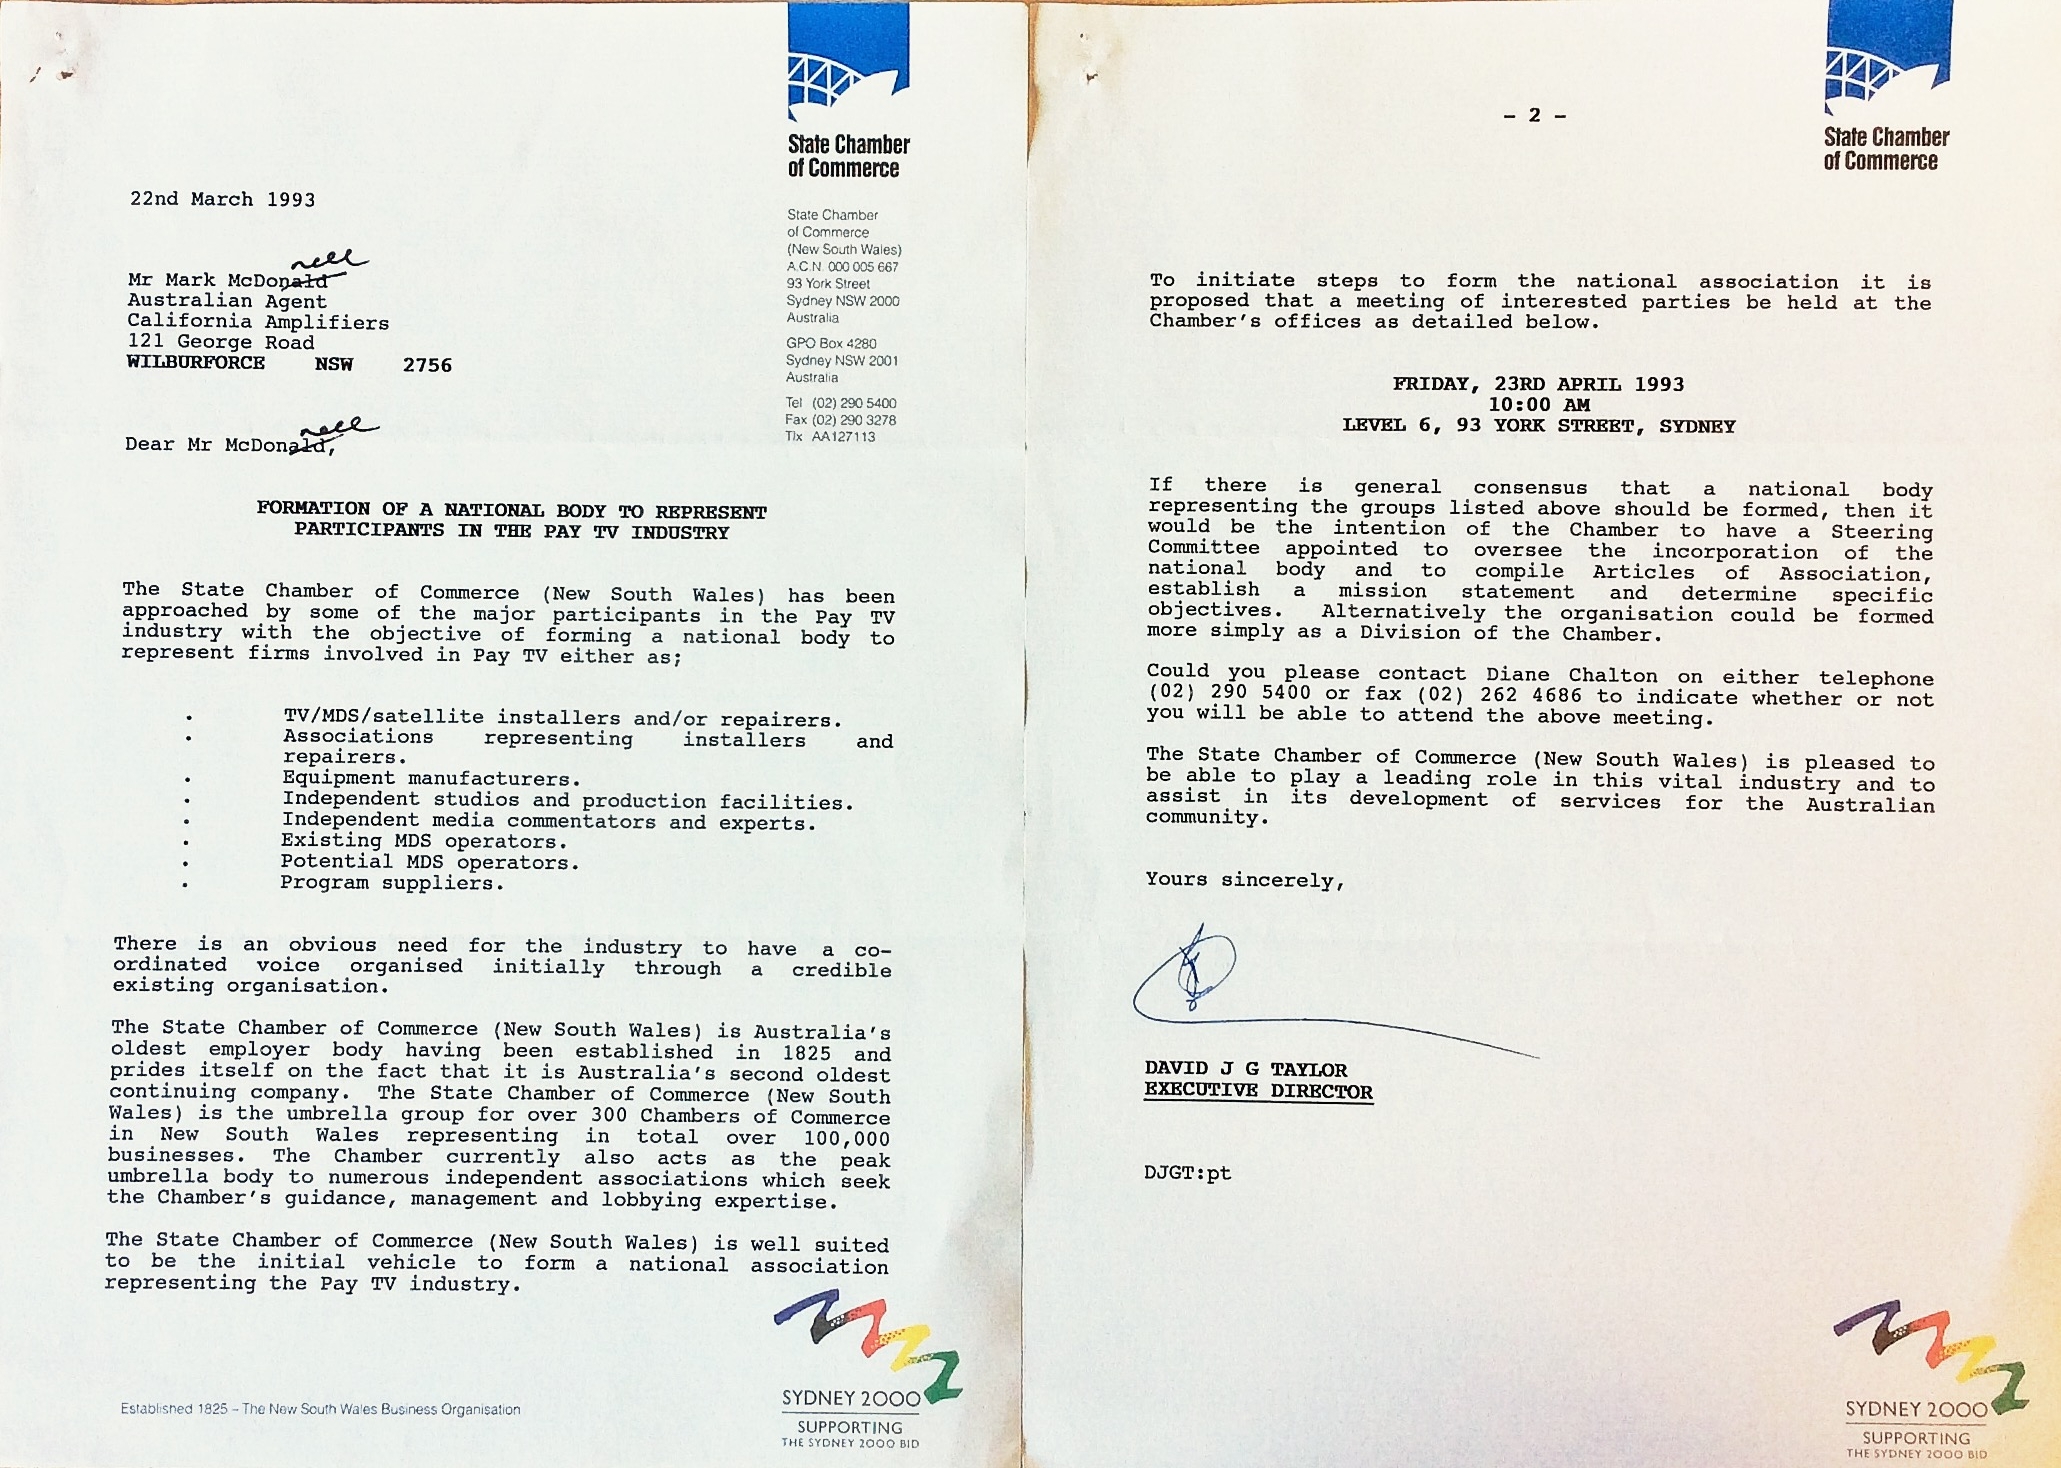 State Chamber
of Commerce
State Chamber
of Commerce
(New South Wales)
A.C.N. 000 005 667
93 York Street
Sydney NSW 2000
Australia
GPO Box 4280
Sydney NSW 2001
Australia
Tel (02) 290 5400
Fax (02) 290 3278
Tlx AA127113
22nd March 1993
nell
Mr Mark McDonald
Australian Agent
California Amplifiers
121 George Road
WILBURFORCE NSW 2756
nell
Dear Mr McDonald,
FORMATION OF A NATIONAL BODY TO REPRESENT
PARTICIPANTS IN THE PAY TV INDUSTRY
The State Chamber of Commerce (New South Wales) has been
approached by some of the major participants in the Pay TV
industry with the objective of forming a national body to
represent firms involved in Pay TV either as;
. TV/MDS/satellite installers and/or repairers.
. Associations representing installers and
repairers.
. Equipment manufacturers.
. Independent studios and production facilities.
. Independent media commentators and experts.
. Existing MDS operators.
. Potential MDS operators.
. Program suppliers.
There is an obvious need for the industry to have a co-
ordinated voice organised initially through a credible
existing organisation.
The State Chamber of Commerce (New South Wales) is Australia's
oldest employer body having been established in 1825 and
prides itself on the fact that it is Australia's second oldest
continuing company. The State Chamber of Commerce (New South
Wales) is the umbrella group for over 300 Chambers of Commerce
in New South Wales representing in total over 100,000
businesses. The Chamber currently also acts as the peak
umbrella body to numerous independent associations which seek
the Chamber's guidance, management and lobbying expertise.
The State Chamber of Commerce (New South Wales) is well suited
to be the initial vehicle to form a national association
representing the Pay TV industry.
Established 1825 – The New South Wales Business Organisation
SYDNEY 2000
SUPPORTING
THE SYDNEY 2000 BID
State Chamber
of Commerce
- 2 -
To initiate steps to form the national association it is
proposed that a meeting of interested parties be held at the
Chamber's offices as detailed below.
FRIDAY, 23RD APRIL 1993
10:00 AM
LEVEL 6, 93 YORK STREET, SYDNEY
If there is general consensus that a national body
representing the groups listed above should be formed, then it
would be the intention of the Chamber to have a Steering
Committee appointed to oversee the incorporation of the
national body and to compile Articles of Association,
establish a mission statement and determine specific
objectives. Alternatively the organisation could be formed
more simply as a Division of the Chamber.
Could you please contact Diane Chalton on either telephone
(02) 290 5400 or fax (02) 262 4686 to indicate whether or not
you will be able to attend the above meeting.
The State Chamber of Commerce (New South Wales) is pleased to
be able to play a leading role in this vital industry and to
assist in its development of services for the Australian
community.
Yours sincerely,
DAVID J G TAYLOR
EXECUTIVE DIRECTOR
DJGT:pt
SYDNEY 2000
SUPPORTING
THE SYDNEY 2000 BID